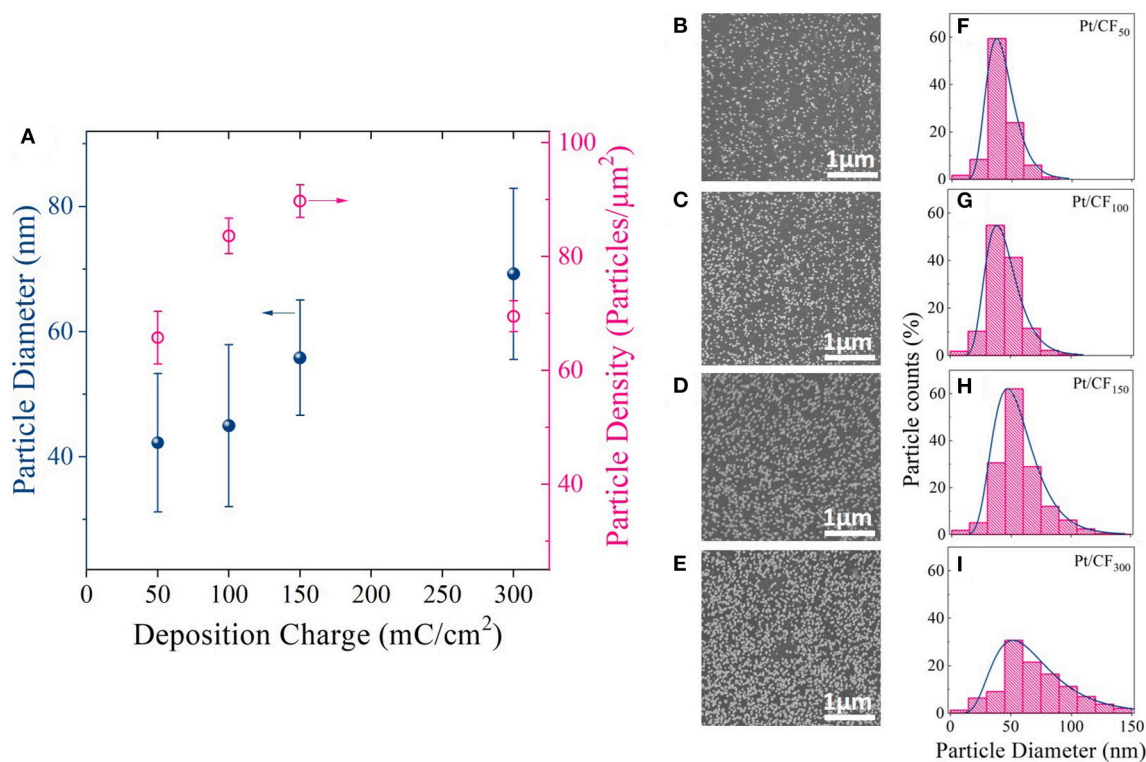 A
80
60
40
Particle Diameter (nm)
100
80
60
40
Particle Density (Particles/μm²)
0 50 100 150 200 250 300
Deposition Charge (mC/cm²)
B
1μm
C
1μm
D
1μm
E
1μm
F
Pt/CF₅₀
60
40
20
0
G
Pt/CF₁₀₀
60
40
20
0
H
Pt/CF₁₅₀
60
40
20
0
I
Pt/CF₃₀₀
60
40
20
0
0 50 100 150
Particle counts (%)
Particle Diameter (nm)